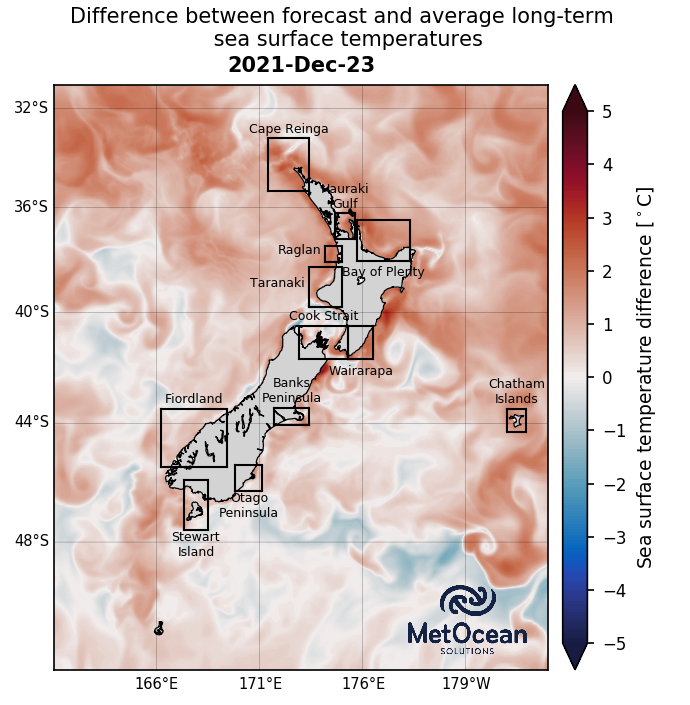 Difference between forecast and average long-term
sea surface temperatures
2021-Dec-23
32°S
36°S
40°S
44°S
48°S
Cape Reinga
Hauraki
Gulf
Raglan
Bay of Plenty
Taranaki
Cook Strait
Wairarapa
Banks
Peninsula
Fiordland
Chatham
Islands
Otago
Peninsula
Stewart
Island
MetOcean
SOLUTIONS
166°E
171°E
176°E
179°W
5
4
3
2
1
0
−1
−2
−3
−4
−5
Sea surface temperature difference [°C]